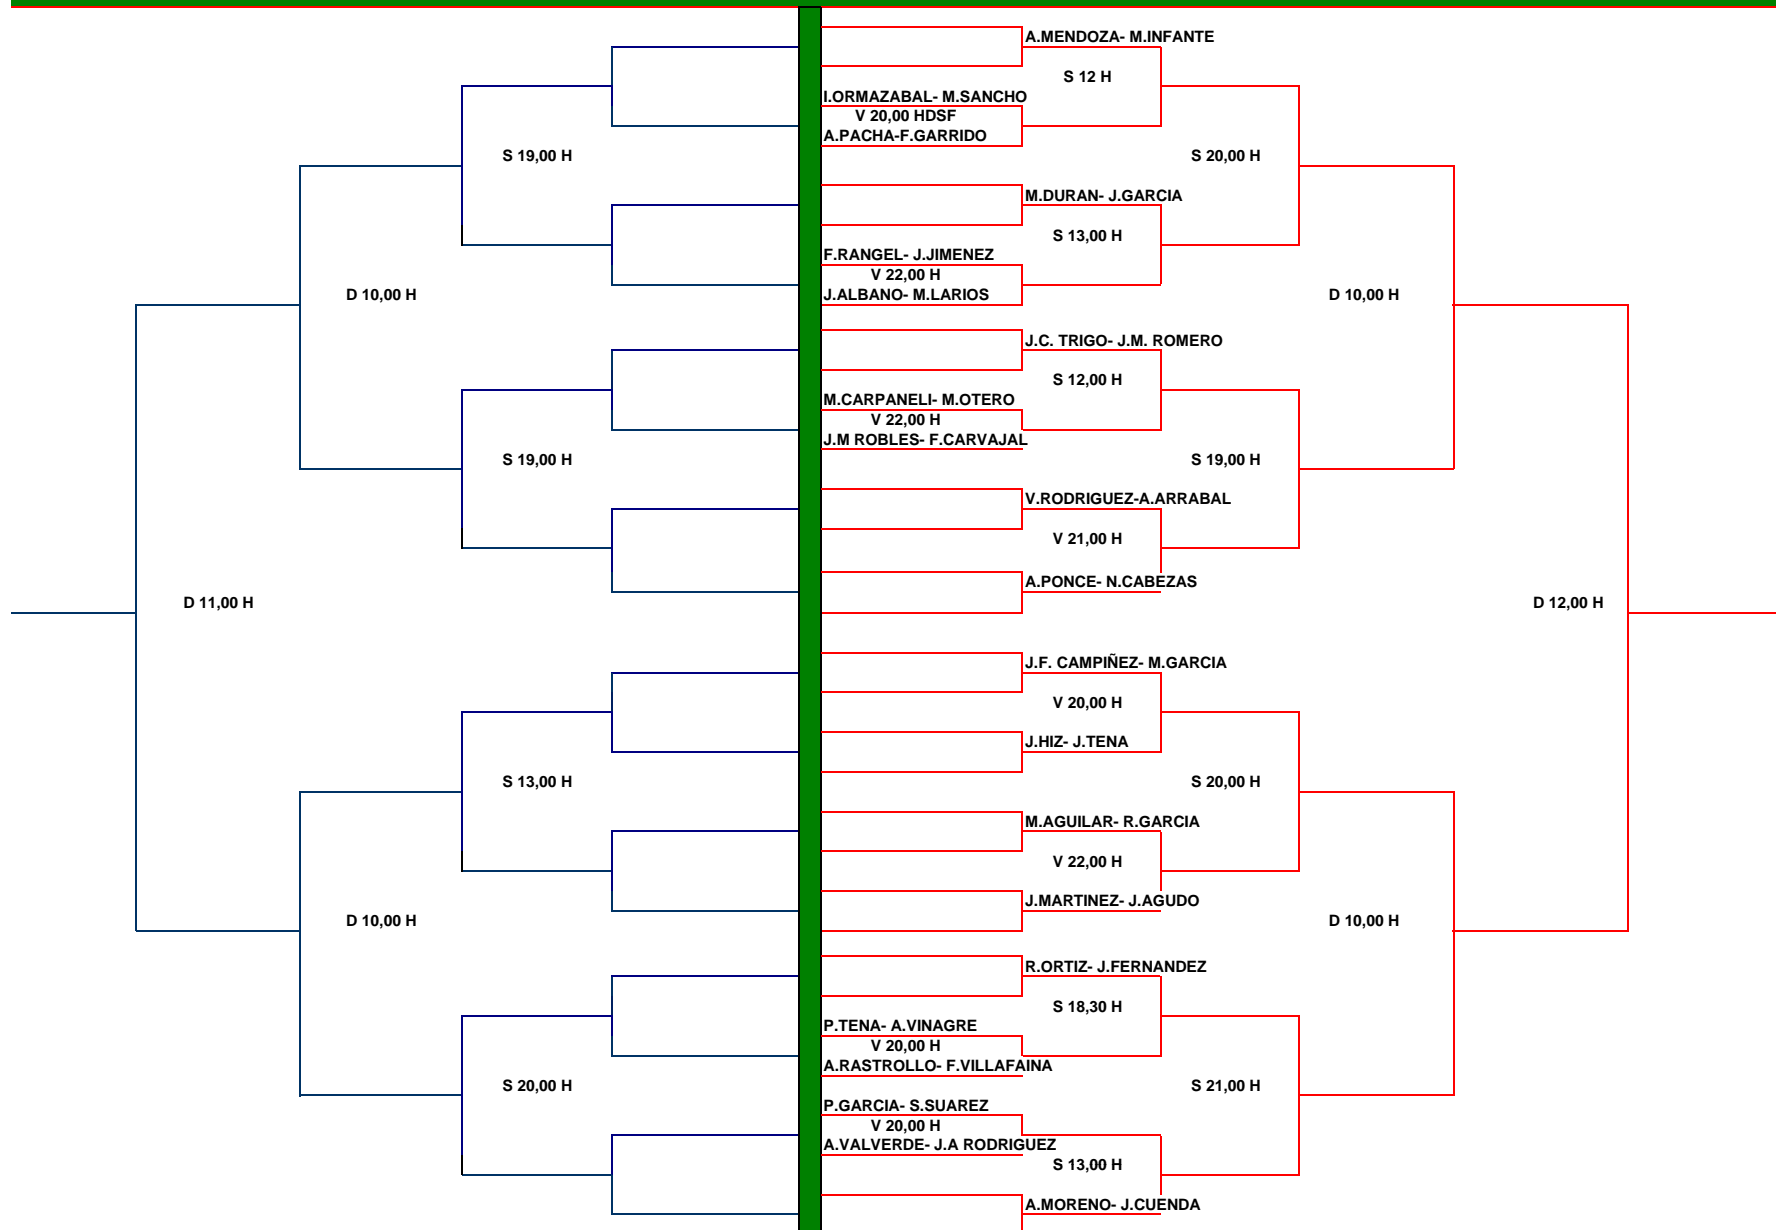 A.MENDOZA- M.INFANTE
S 12 H
I.ORMAZABAL- M.SANCHO
V 20,00 HDSF
A.PACHA-F.GARRIDO
S 19,00 H
S 20,00 H
M.DURAN- J.GARCIA
S 13,00 H
F.RANGEL- J.JIMENEZ
V 22,00 H
J.ALBANO- M.LARIOS
D 10,00 H
D 10,00 H
J.C. TRIGO- J.M. ROMERO
S 12,00 H
M.CARPANELI- M.OTERO
V 22,00 H
J.M ROBLES- F.CARVAJAL
S 19,00 H
S 19,00 H
V.RODRIGUEZ-A.ARRABAL
V 21,00 H
A.PONCE- N.CABEZAS
D 11,00 H
D 12,00 H
J.F. CAMPIÑEZ- M.GARCIA
V 20,00 H
J.HIZ- J.TENA
S 13,00 H
S 20,00 H
M.AGUILAR- R.GARCIA
V 22,00 H
J.MARTINEZ- J.AGUDO
D 10,00 H
D 10,00 H
R.ORTIZ- J.FERNANDEZ
S 18,30 H
P.TENA- A.VINAGRE
V 20,00 H
A.RASTROLLO- F.VILLAFAINA
S 20,00 H
S 21,00 H
P.GARCIA- S.SUAREZ
V 20,00 H
A.VALVERDE- J.A RODRIGUEZ
S 13,00 H
A.MORENO- J.CUENDA